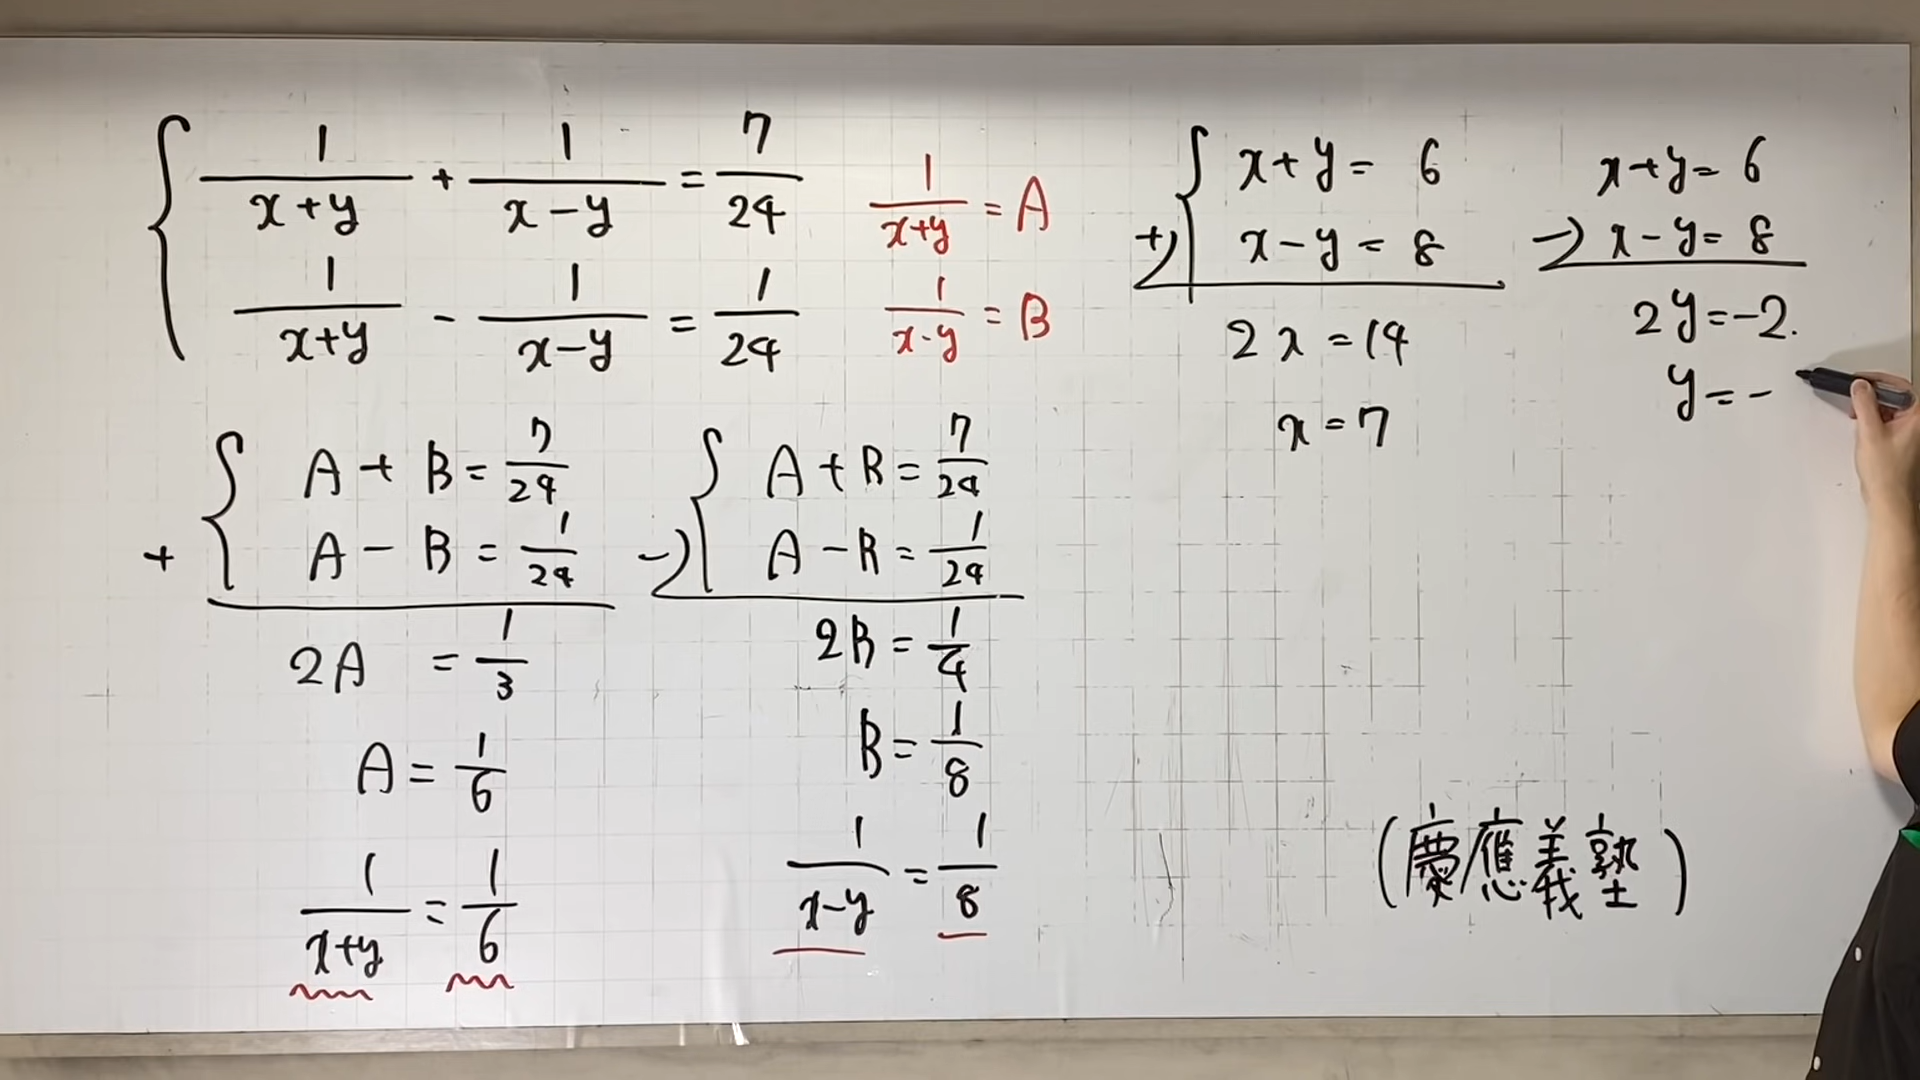 1/(x+y) + 1/(x-y) = 7/24
1/(x+y) - 1/(x-y) = 1/24
1/(x+y) = A
1/(x-y) = B
A + B = 7/24
+ A - B = 1/24
2A = 1/3
A = 1/6
1/(x+y) = 1/6
A + B = 7/24
-) A - B = 1/24
2B = 1/4
B = 1/8
1/(x-y) = 1/8
x+y = 6
+) x-y = 8
2x = 14
x = 7
x+y = 6
-) x-y = 8
2y = -2.
y = -
(慶應義塾)